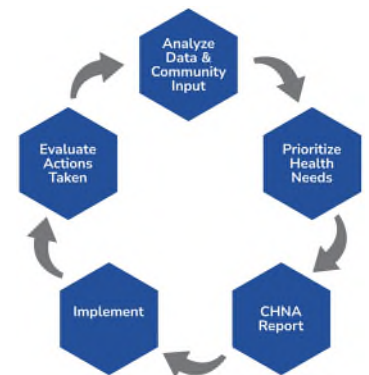 Analyze
Data &
Community
Input
Prioritize
Health
Needs
CHNA
Report
Implement
Evaluate
Actions
Taken